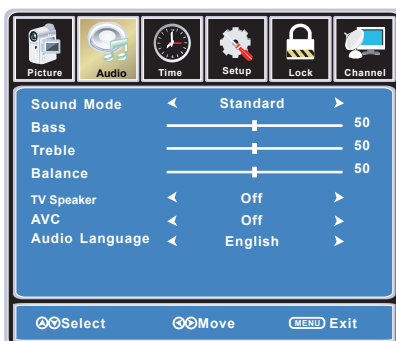 Picture Audio Time Setup Lock Channel
Sound Mode Standard
Bass 50
Treble 50
Balance 50
TV Speaker Off
AVC Off
Audio Language English
Select Move MENU Exit